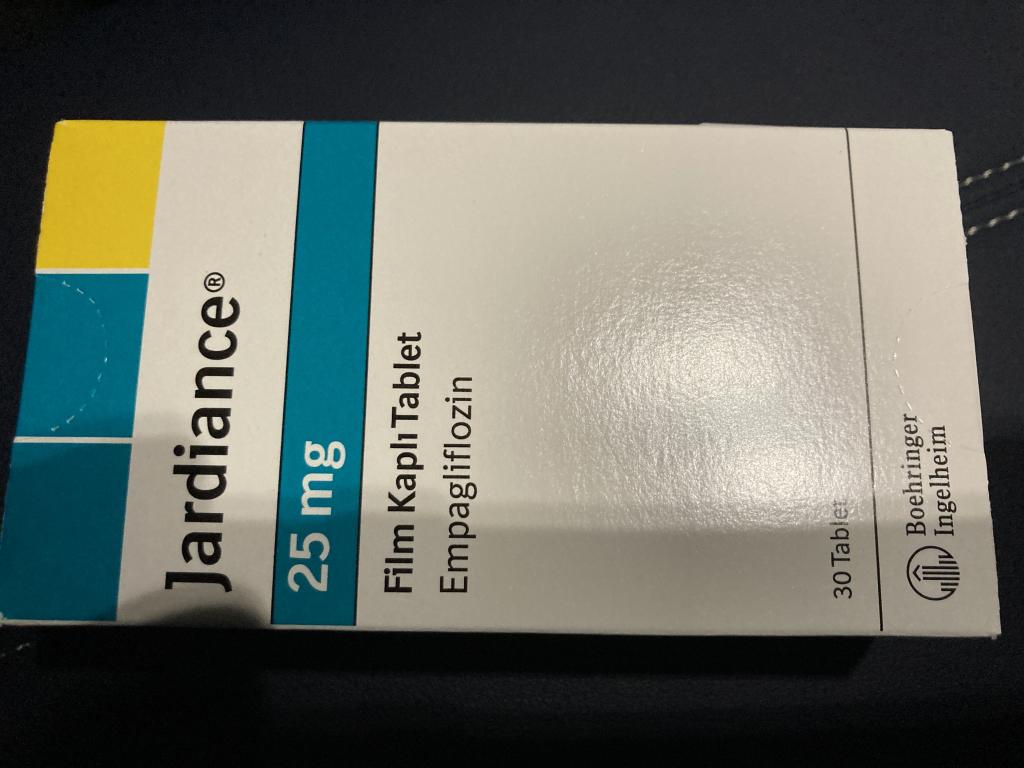 Jardiance®
25 mg
Film Kaplı Tablet
Empagliflozin
30 Tablet
Boehringer
Ingelheim